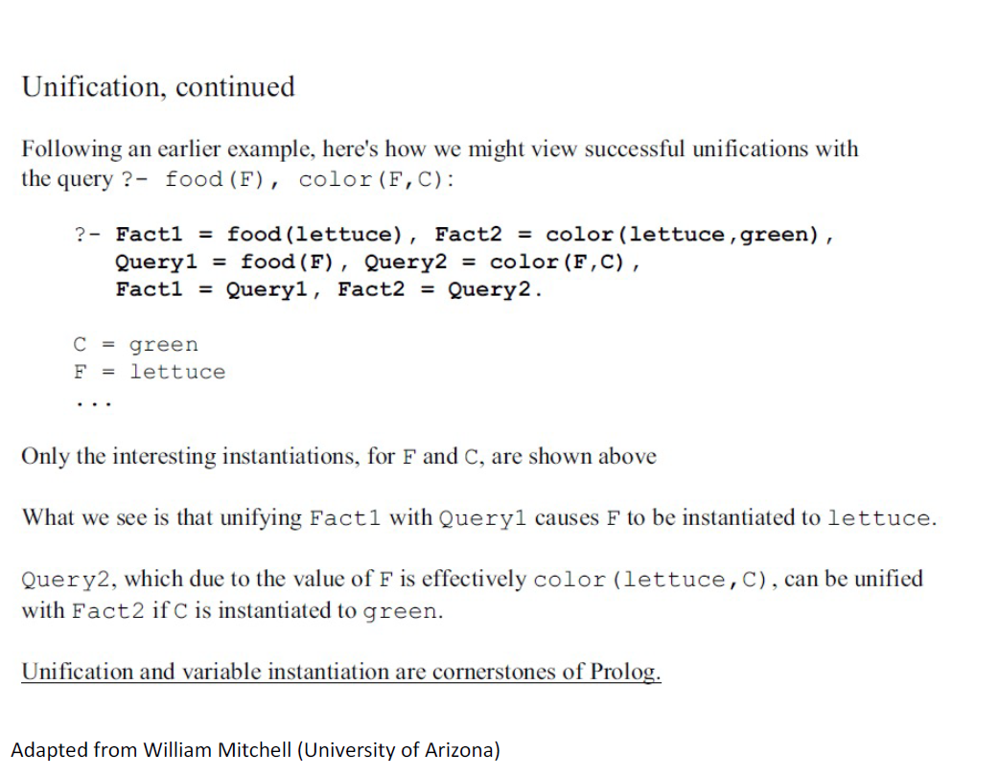 Unification, continued
Following an earlier example, here's how we might view successful unifications with
the query ?- food(F), color(F,C):
?- Fact1 = food(lettuce), Fact2 = color(lettuce,green),
Query1 = food(F), Query2 = color(F,C),
Fact1 = Query1, Fact2 = Query2.
C = green
F = lettuce
...
Only the interesting instantiations, for F and C, are shown above
What we see is that unifying Fact1 with Query1 causes F to be instantiated to lettuce.
Query2, which due to the value of F is effectively color(lettuce,C), can be unified
with Fact2 if C is instantiated to green.
Unification and variable instantiation are cornerstones of Prolog.
Adapted from William Mitchell (University of Arizona)